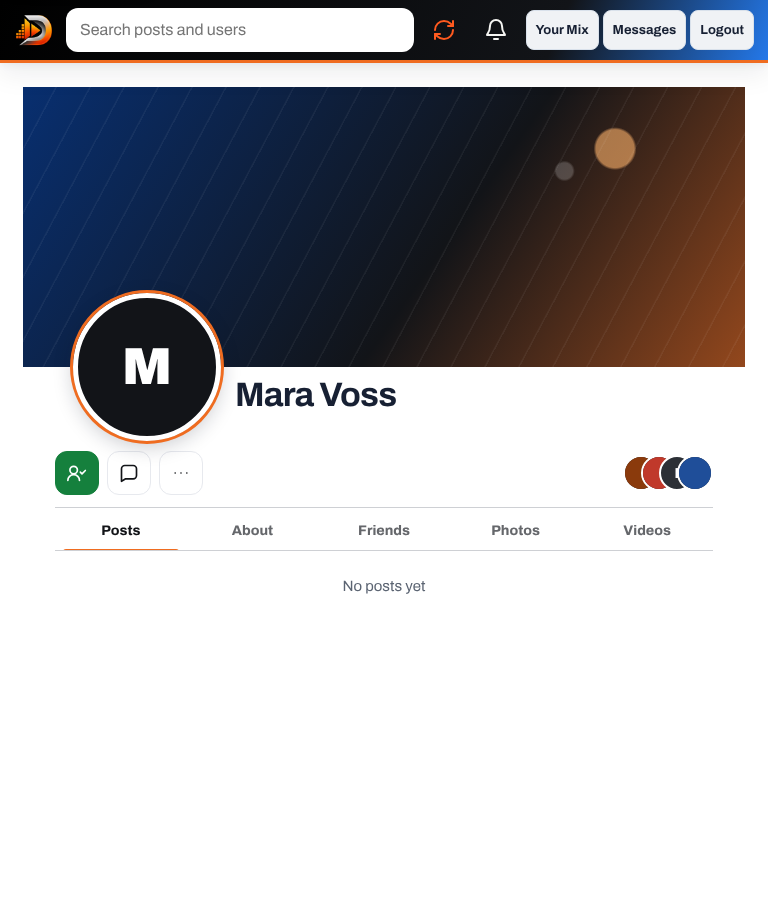 Search posts and users
Your Mix
Messages
Logout
M
Mara Voss
...
Posts
About
Friends
Photos
Videos
No posts yet